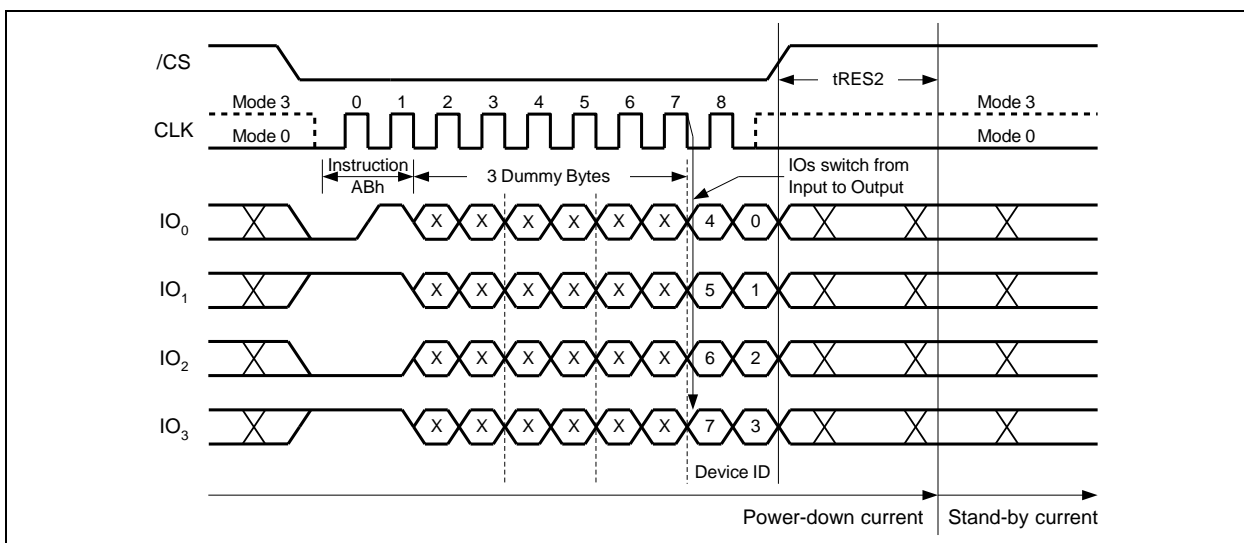 /CS
tRES2
Mode 3 0 1 2 3 4 5 6 7 8 Mode 3
CLK Mode 0 Mode 0
Instruction
ABh
3 Dummy Bytes
IOs switch from
Input to Output
IO0 X X X X X X 4 0
IO1 X X X X X X 5 1
IO2 X X X X X X 6 2
IO3 X X X X X X 7 3
Device ID
Power-down current Stand-by current